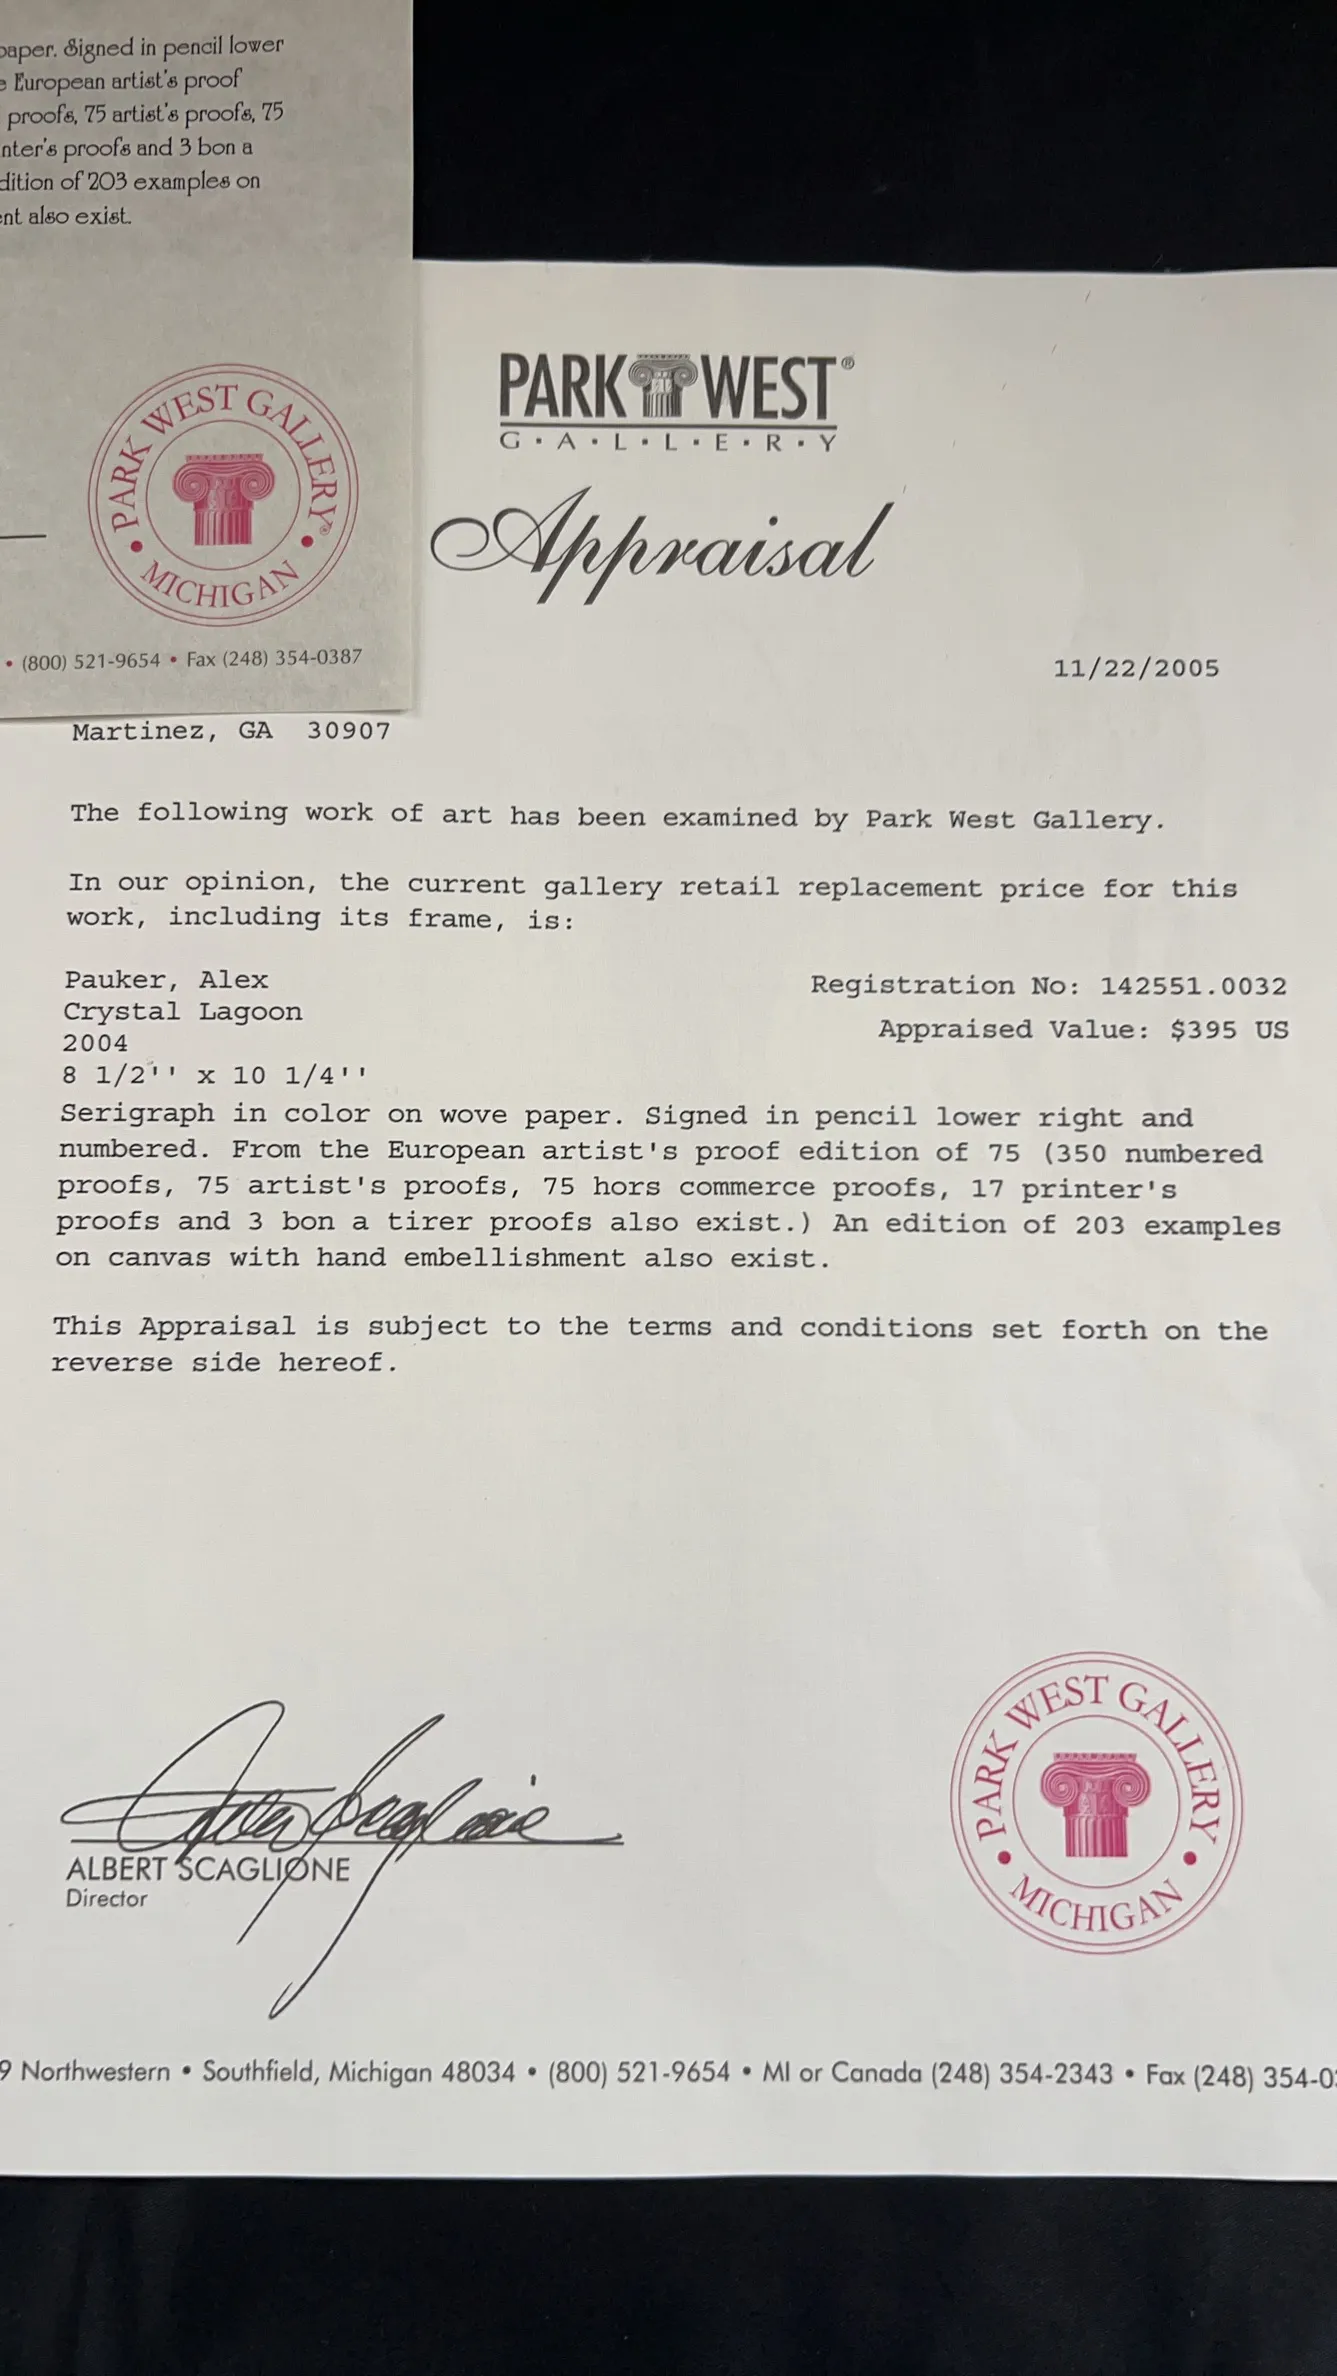 paper. Signed in pencil lower
European artist's proof
proofs, 75 artist's proofs, 75
nter's proofs and 3 bon a
dition of 203 examples on
nt also exist.
PARK WEST GALLERY®
• MICHIGAN •
• (800) 521-9654 • Fax (248) 354-0387
PARK WEST®
G•A•L•L•E•R•Y
Appraisal
11/22/2005
Martinez, GA 30907
The following work of art has been examined by Park West Gallery.
In our opinion, the current gallery retail replacement price for this
work, including its frame, is:
Pauker, Alex
Registration No: 142551.0032
Crystal Lagoon
Appraised Value: $395 US
2004
8 1/2'' x 10 1/4''
Serigraph in color on wove paper. Signed in pencil lower right and
numbered. From the European artist's proof edition of 75 (350 numbered
proofs, 75 artist's proofs, 75 hors commerce proofs, 17 printer's
proofs and 3 bon a tirer proofs also exist.) An edition of 203 examples
on canvas with hand embellishment also exist.
This Appraisal is subject to the terms and conditions set forth on the
reverse side hereof.
ALBERT SCAGLIONE
Director
PARK WEST GALLERY
• MICHIGAN •
9 Northwestern • Southfield, Michigan 48034 • (800) 521-9654 • MI or Canada (248) 354-2343 • Fax (248) 354-0